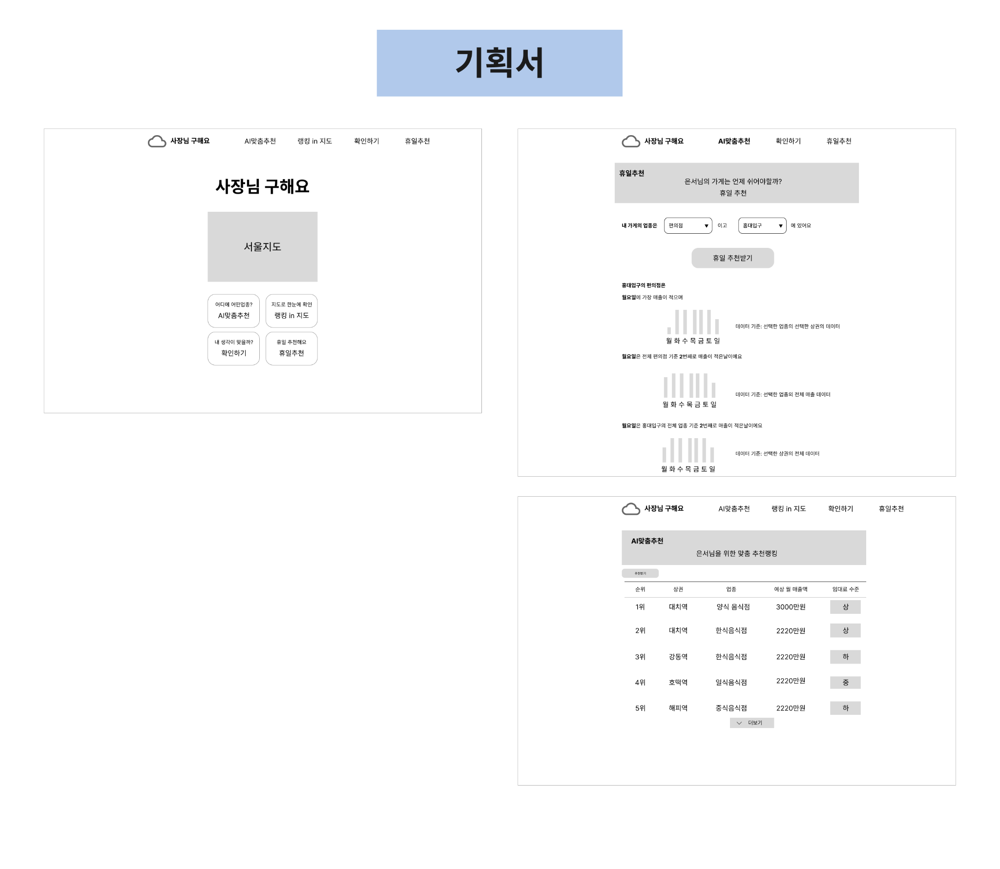 기획서
사장님 구해요 AI맞춤추천 랭킹 in 지도 확인하기 휴일추천
사장님 구해요
서울지도
어디에 어떤업종?
AI맞춤추천
지도로 한눈에 확인
랭킹 in 지도
내 생각이 맞을까?
확인하기
휴일 추천해요
휴일추천
사장님 구해요 AI맞춤추천 확인하기 휴일추천
휴일추천
은서님의 가게는 언제 쉬어야할까?
휴일 추천
내 가게의 업종은 편의점 ▼ 이고 홍대입구 ▼ 에 있어요
휴일 추천받기
홍대입구의 편의점은
월요일에 가장 매출이 적으며
데이터 기준: 선택한 업종의 선택한 상권의 데이터
월 화 수 목 금 토 일
월요일은 전체 편의점 기준 2번째로 매출이 적은날이에요
데이터 기준: 선택한 업종의 전체 매출 데이터
월 화 수 목 금 토 일
월요일은 홍대입구의 전체 업종 기준 2번째로 매출이 적은날이에요
데이터 기준: 선택한 상권의 전체 데이터
월 화 수 목 금 토 일
사장님 구해요 AI맞춤추천 랭킹 in 지도 확인하기 휴일추천
AI맞춤추천
은서님을 위한 맞춤 추천랭킹
추천받기
순위 상권 업종 예상 월 매출액 임대료 수준
1위 대치역 양식 음식점 3000만원 상
2위 대치역 한식음식점 2220만원 상
3위 강동역 한식음식점 2220만원 하
4위 호떡역 일식음식점 2220만원 중
5위 해피역 중식음식점 2220만원 하
더보기